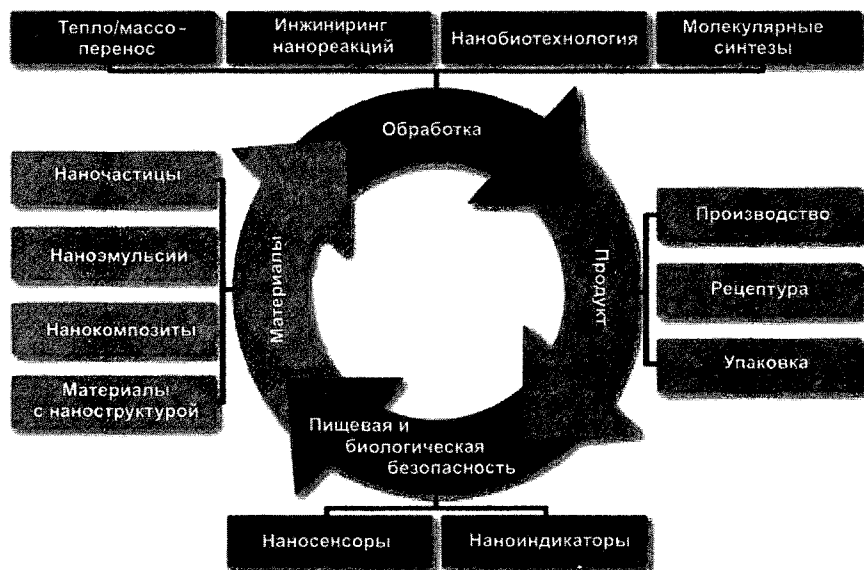 Тепло/массо-
перенос
Инжиниринг
нанореакций
Нанобиотехнология
Молекулярные
синтезы
Обработка
Наночастицы
Наноэмульсии
Нанокомпозиты
Материалы
с наноструктурой
Материалы
Продукт
Производство
Рецептура
Упаковка
Пищевая и
биологическая
безопасность
Наносенсоры
Наноиндикаторы